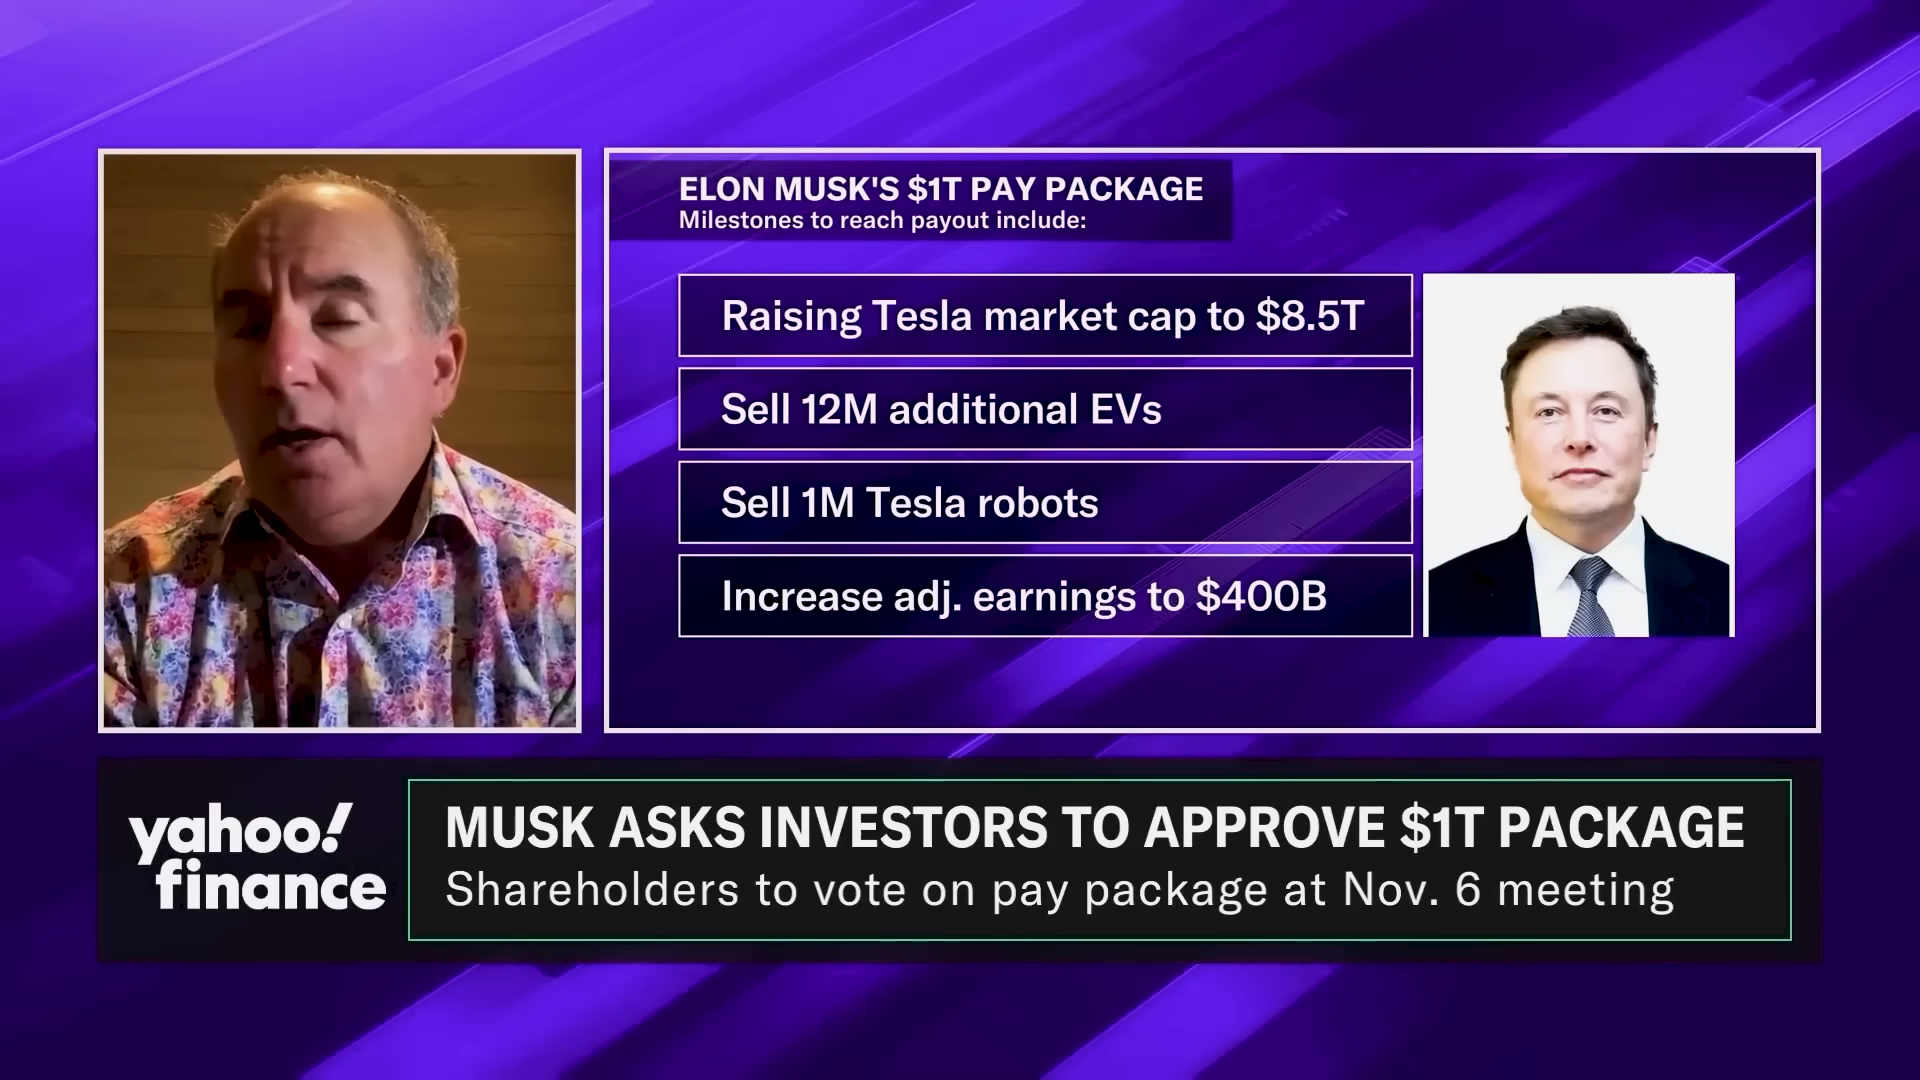 ELON MUSK'S $1T PAY PACKAGE
Milestones to reach payout include:
Raising Tesla market cap to $8.5T
Sell 12M additional EVs
Sell 1M Tesla robots
Increase adj. earnings to $400B
yahoo!
finance
MUSK ASKS INVESTORS TO APPROVE $1T PACKAGE
Shareholders to vote on pay package at Nov. 6 meeting